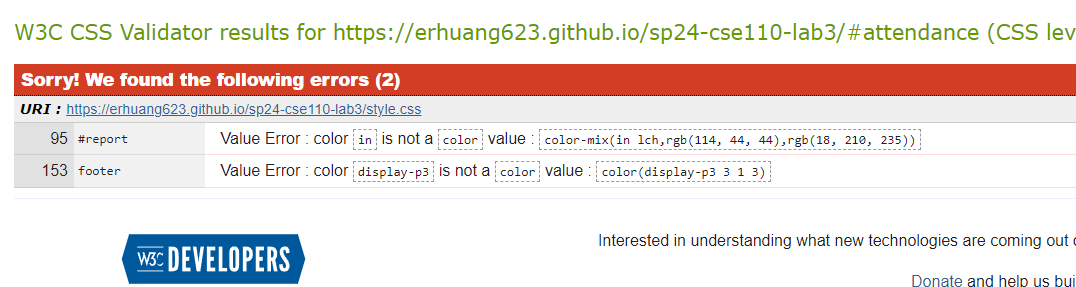 W3C CSS Validator results for https://erhuang623.github.io/sp24-cse110-lab3/#attendance (CSS lev
Sorry! We found the following errors (2)
URI : https://erhuang623.github.io/sp24-cse110-lab3/style.css
95 #report Value Error : color in is not a color value : color-mix(in lch,rgb(114, 44, 44),rgb(18, 210, 235))
153 footer Value Error : color display-p3 is not a color value : color(display-p3 3 1 3)
Interested in understanding what new technologies are coming out
W3C DEVELOPERS
Donate and help us bui